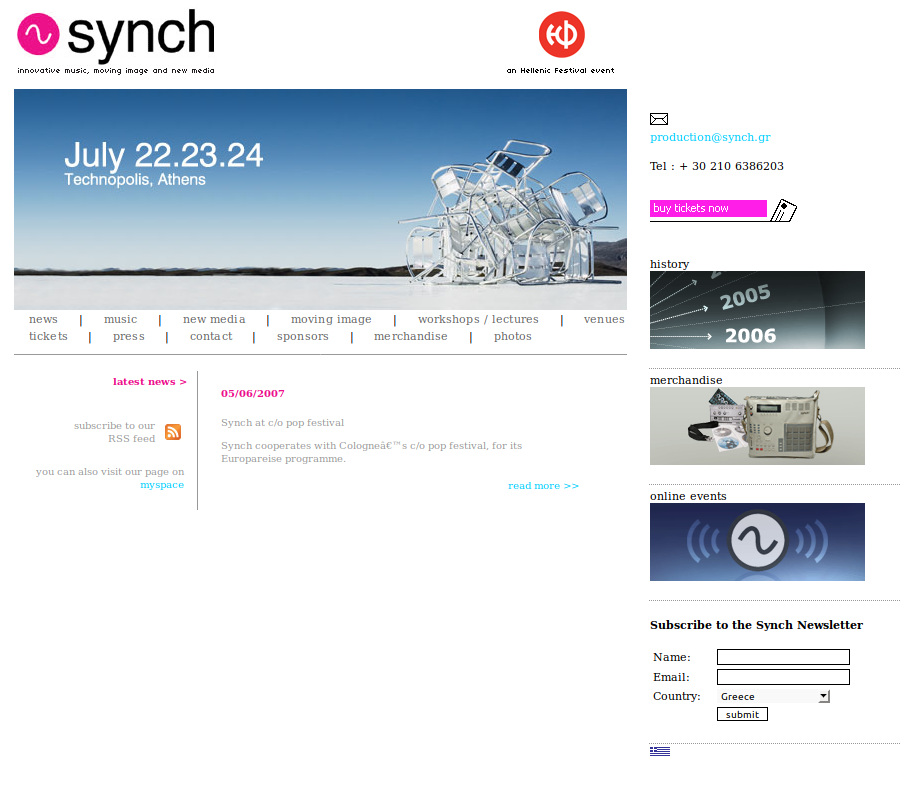 synch
innovative music, moving image and new media
an Hellenic Festival event
July 22.23.24
Technopolis, Athens
news | music | new media | moving image | workshops / lectures | venues
tickets | press | contact | sponsors | merchandise | photos
latest news >
subscribe to our
RSS feed
you can also visit our page on
myspace
05/06/2007
Synch at c/o pop festival
Synch cooperates with Cologneâ€™s c/o pop festival, for its
Europareise programme.
read more >>
production@synch.gr
Tel : + 30 210 6386203
buy tickets now
history
2005
2006
merchandise
online events
Subscribe to the Synch Newsletter
Name:
Email:
Country: Greece
submit